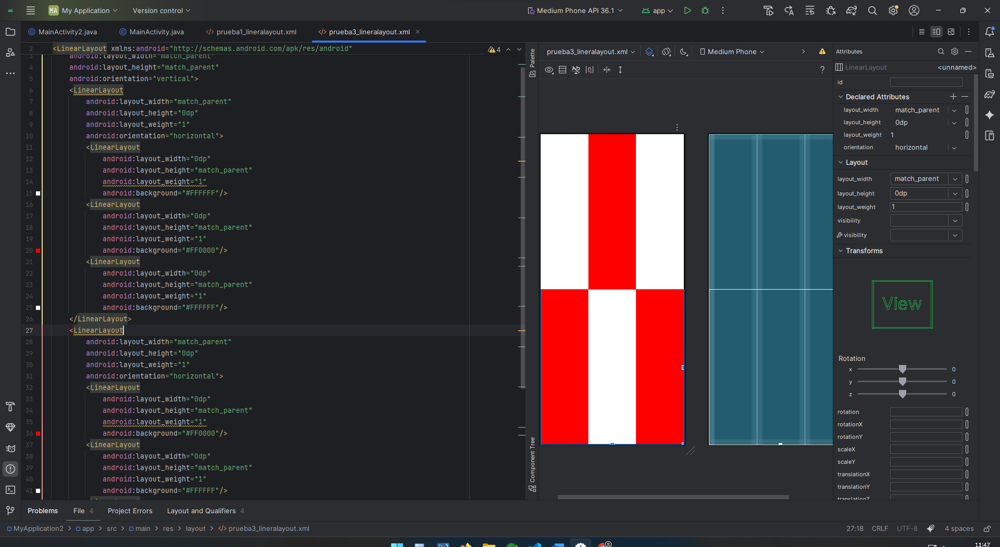 MA My Application
Version control
Medium Phone API 36.1
app
MainActivity2.java
MainActivity.java
prueba1_lineralayout.xml
prueba3_lineralayout.xml
2 <LinearLayout xmlns:android="http://schemas.android.com/apk/res/android"
4
3 android:layout_width="match_parent"
4 android:layout_height="match_parent"
5 android:orientation="vertical">
6 <LinearLayout
7 android:layout_width="match_parent"
8 android:layout_height="0dp"
9 android:layout_weight="1"
10 android:orientation="horizontal">
11 <LinearLayout
12 android:layout_width="0dp"
13 android:layout_height="match_parent"
14 android:layout_weight="1"
15 android:background="#FFFFFF"/>
16 <LinearLayout
17 android:layout_width="0dp"
18 android:layout_height="match_parent"
19 android:layout_weight="1"
20 android:background="#FF0000"/>
21 <LinearLayout
22 android:layout_width="0dp"
23 android:layout_height="match_parent"
24 android:layout_weight="1"
25 android:background="#FFFFFF"/>
26 </LinearLayout>
27 <LinearLayout
28 android:layout_width="match_parent"
29 android:layout_height="0dp"
30 android:layout_weight="1"
31 android:orientation="horizontal">
32 <LinearLayout
33 android:layout_width="0dp"
34 android:layout_height="match_parent"
35 android:layout_weight="1"
36 android:background="#FF0000"/>
37 <LinearLayout
38 android:layout_width="0dp"
39 android:layout_height="match_parent"
40 android:layout_weight="1"
41 android:background="#FFFFFF"/>
Palette
Component Tree
prueba3_lineralayout.xml
Medium Phone
?
Attributes
LinearLayout <unnamed>
id
Declared Attributes
layout_width match_parent
layout_height 0dp
layout_weight 1
orientation horizontal
Layout
layout_width match_parent
layout_height 0dp
layout_weight 1
visibility
visibility
Transforms
View
Rotation
x 0
y 0
z 0
rotation
rotationX
rotationY
scaleX
scaleY
translationX
translationY
translationZ
Problems
File 4
Project Errors
Layout and Qualifiers 4
MyApplication2 > app > src > main > res > layout > prueba3_lineralayout.xml
27:18 CRLF UTF-8 4 spaces
11:47